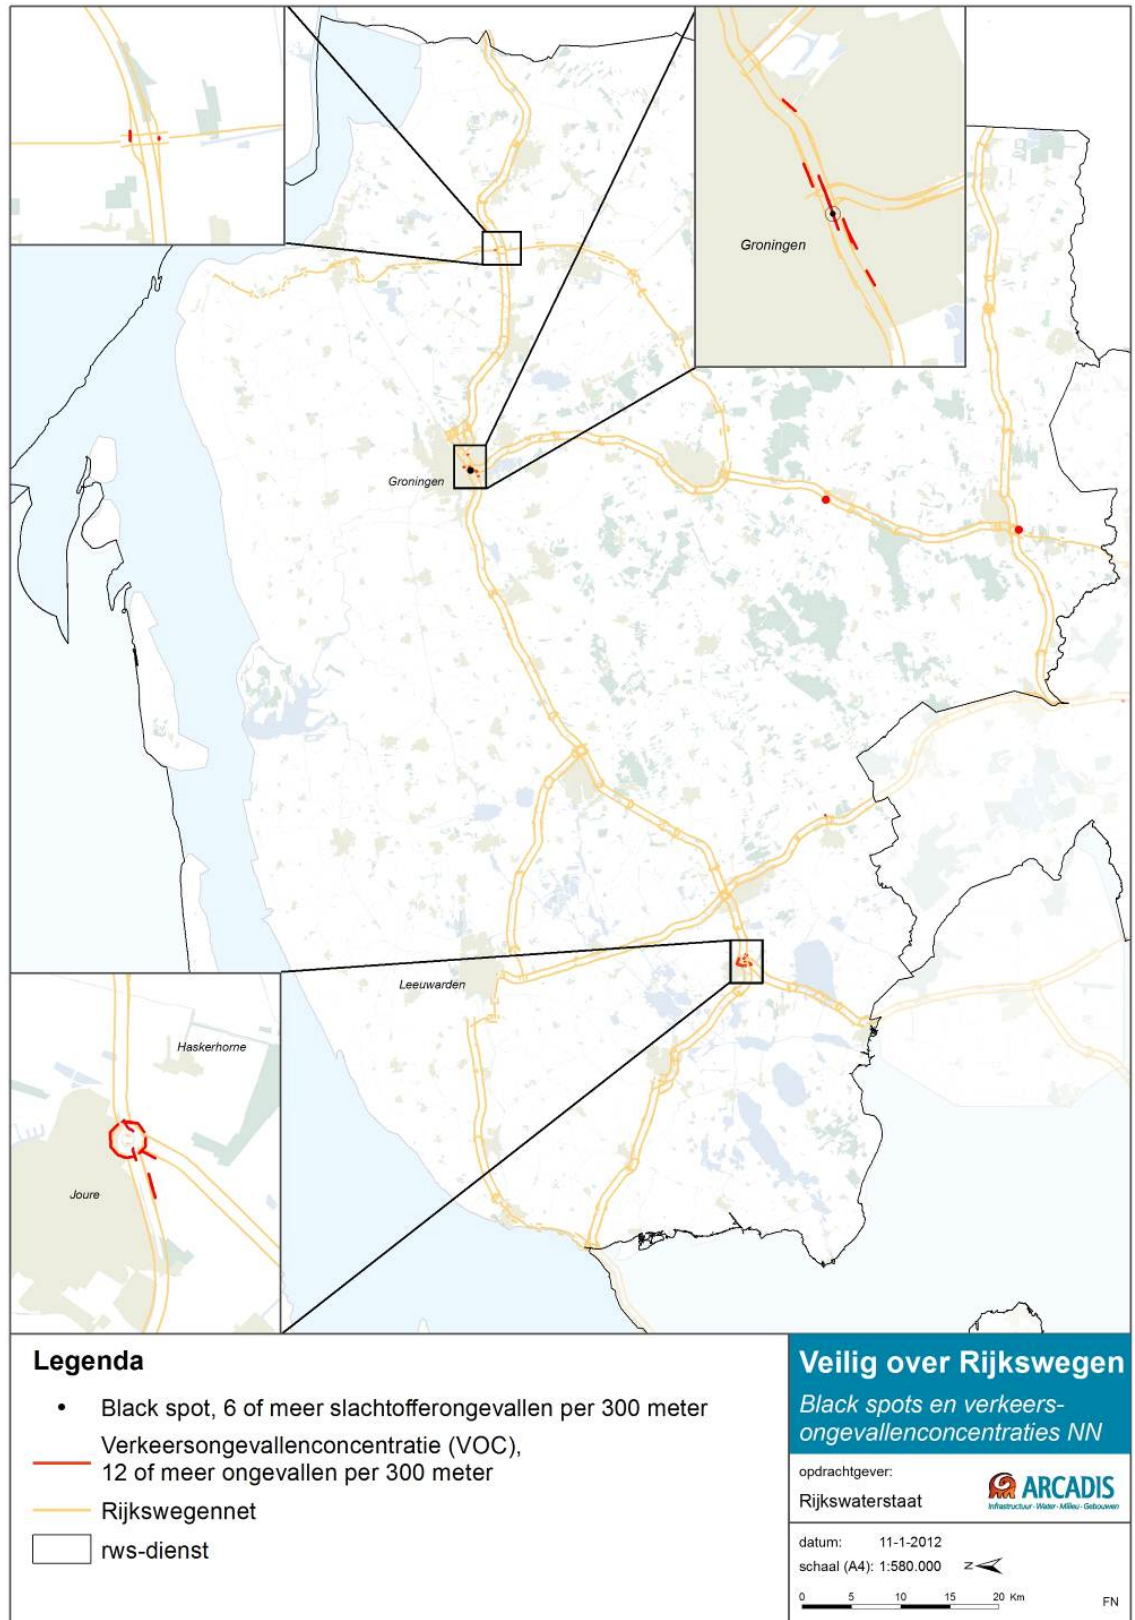 Groningen
Groningen
Leeuwarden
Haskerhorne
Joure
Legenda
Black spot, 6 of meer slachtofferongevallen per 300 meter
Verkeersongevallenconcentratie (VOC),
12 of meer ongevallen per 300 meter
Rijkswegennet
rws-dienst
Veilig over Rijkswegen
Black spots en verkeers-
ongevallenconcentraties NN
opdrachtgever:
Rijkswaterstaat
ARCADIS
Infrastructuur · Water · Milieu · Gebouwen
datum: 11-1-2012
schaal (A4): 1:580.000 Z
0 5 10 15 20 Km
FN